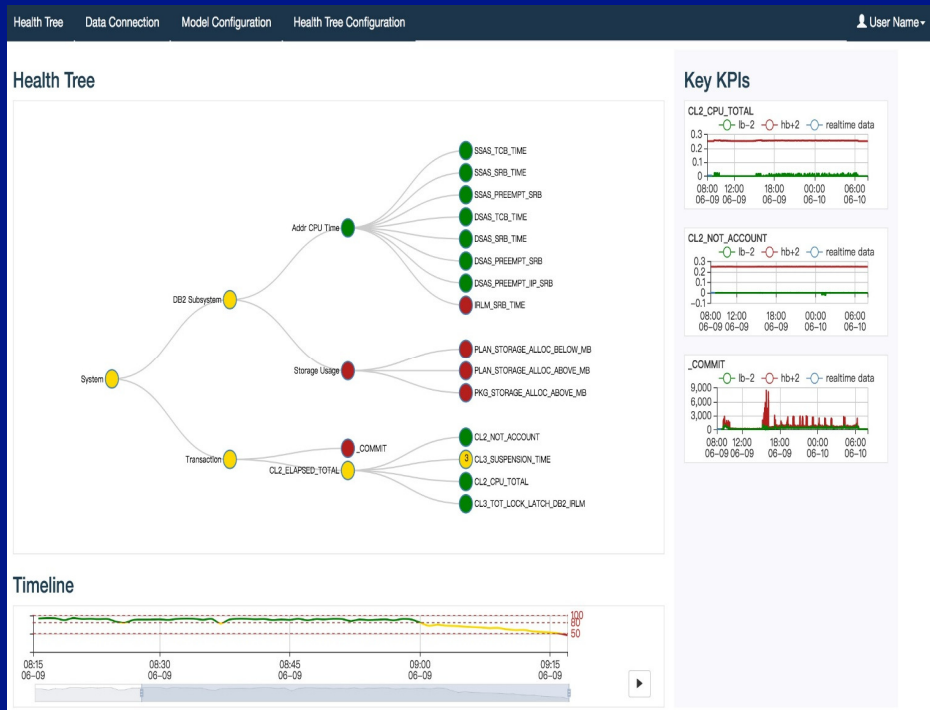 Health Tree Data Connection Model Configuration Health Tree Configuration User Name
Health Tree
SSAS_TCB_TIME
SSAS_SRB_TIME
SSAS_PREEMPT_SRB
Addr CPU Time
DSAS_TCB_TIME
DSAS_SRB_TIME
DSAS_PREEMPT_SRB
DSAS_PREEMPT_IIP_SRB
DB2 Subsystem
IRLM_SRB_TIME
PLAN_STORAGE_ALLOC_BELOW_MB
Storage Usage
PLAN_STORAGE_ALLOC_ABOVE_MB
System
PKG_STORAGE_ALLOC_ABOVE_MB
CL2_NOT_ACCOUNT
_COMMIT
Transaction
3 CL3_SUSPENSION_TIME
CL2_ELAPSED_TOTAL
CL2_CPU_TOTAL
CL3_TOT_LOCK_LATCH_DB2_IRLM
Key KPIs
CL2_CPU_TOTAL
lb-2 hb+2 realtime data
0.3
0.2
0.1
0
08:00 12:00 18:00 00:00 06:00
06-09 06-09 06-09 06-10 06-10
CL2_NOT_ACCOUNT
lb-2 hb+2 realtime data
0.3
0.2
0.1
0
-0.1
08:00 12:00 18:00 00:00 06:00
06-09 06-09 06-09 06-10 06-10
_COMMIT
lb-2 hb+2 realtime data
9,000
6,000
3,000
0
08:00 12:00 18:00 00:00 06:00
06-09 06-09 06-09 06-10 06-10
Timeline
100
80
50
08:15 08:30 08:45 09:00 09:15
06-09 06-09 06-09 06-09 06-09